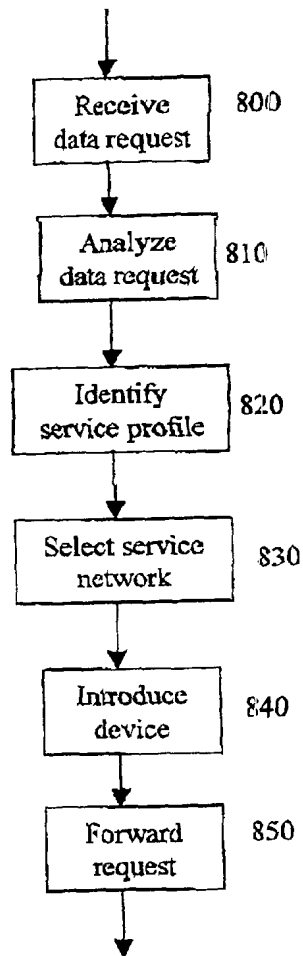 Receive
data request
800
Analyze
data request
810
Identify
service profile
820
Select service
network
830
Introduce
device
840
Forward
request
850